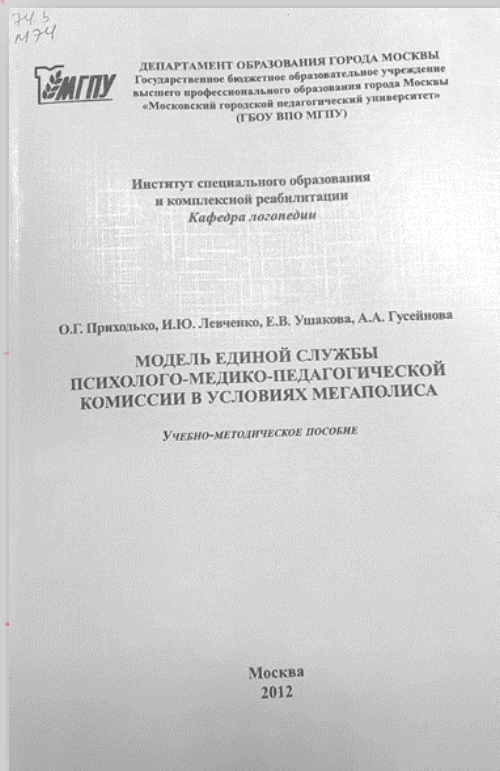 74.5
М74
МГПУ
ДЕПАРТАМЕНТ ОБРАЗОВАНИЯ ГОРОДА МОСКВЫ
Государственное бюджетное образовательное учреждение
высшего профессионального образования города Москвы
«Московский городской педагогический университет»
(ГБОУ ВПО МГПУ)
Институт специального образования
и комплексной реабилитации
Кафедра логопедии
О.Г. Приходько, И.Ю. Левченко, Е.В. Ушакова, А.А. Гусейнова
МОДЕЛЬ ЕДИНОЙ СЛУЖБЫ
ПСИХОЛОГО-МЕДИКО-ПЕДАГОГИЧЕСКОЙ
КОМИССИИ В УСЛОВИЯХ МЕГАПОЛИСА
Учебно-методическое пособие
Москва
2012